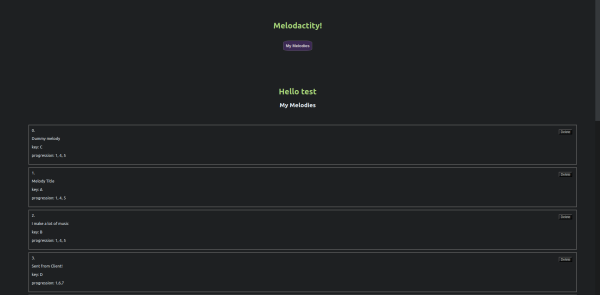 Melodactity!
My Melodies
Hello test
My Melodies
0.
Delete
Dummy melody
key: C
progression: 1, 4, 5
1.
Delete
Melody Title
key: A
progression: 1, 4, 5
2.
Delete
I make a lot of music
key: B
progression: 1, 4, 5
3.
Delete
Sent from Client!
key: D
progression: 1,6,7